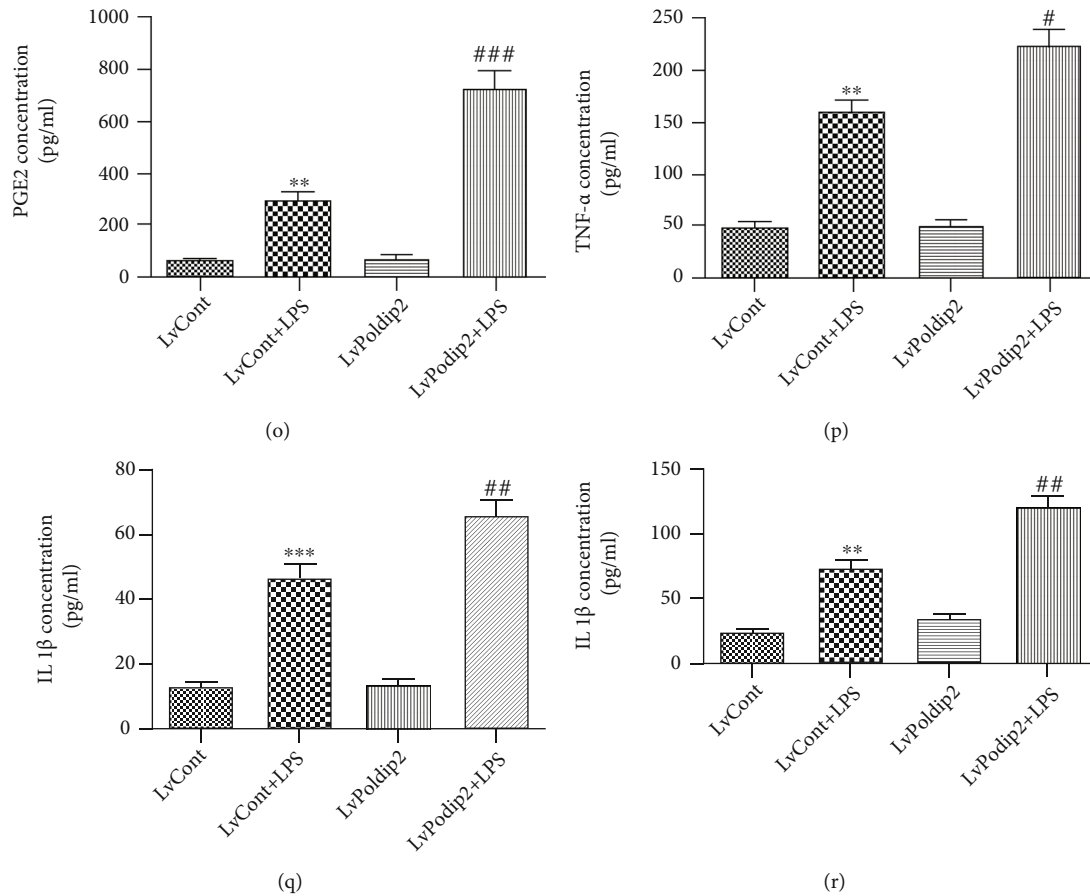 PGE2 concentration
(pg/ml)
1000
800
600
400
200
0
**
###
LvCont
LvCont+LPS
LvPoldip2
LvPodip2+LPS
(o)
TNF-α concentration
(pg/ml)
250
200
150
100
50
0
**
#
LvCont
LvCont+LPS
LvPoldip2
LvPodip2+LPS
(p)
IL 1β concentration
(pg/ml)
80
60
40
20
0
***
##
LvCont
LvCont+LPS
LvPoldip2
LvPodip2+LPS
(q)
IL 1β concentration
(pg/ml)
150
100
50
0
**
##
LvCont
LvCont+LPS
LvPoldip2
LvPodip2+LPS
(r)